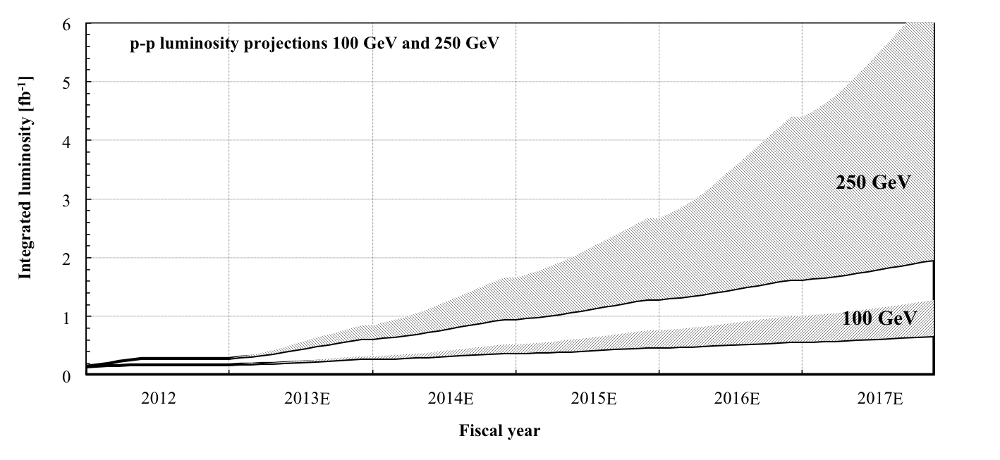 p-p luminosity projections 100 GeV and 250 GeV
Integrated luminosity [fb⁻¹]
6
5
4
3
2
1
0
250 GeV
100 GeV
2012 2013E 2014E 2015E 2016E 2017E
Fiscal year